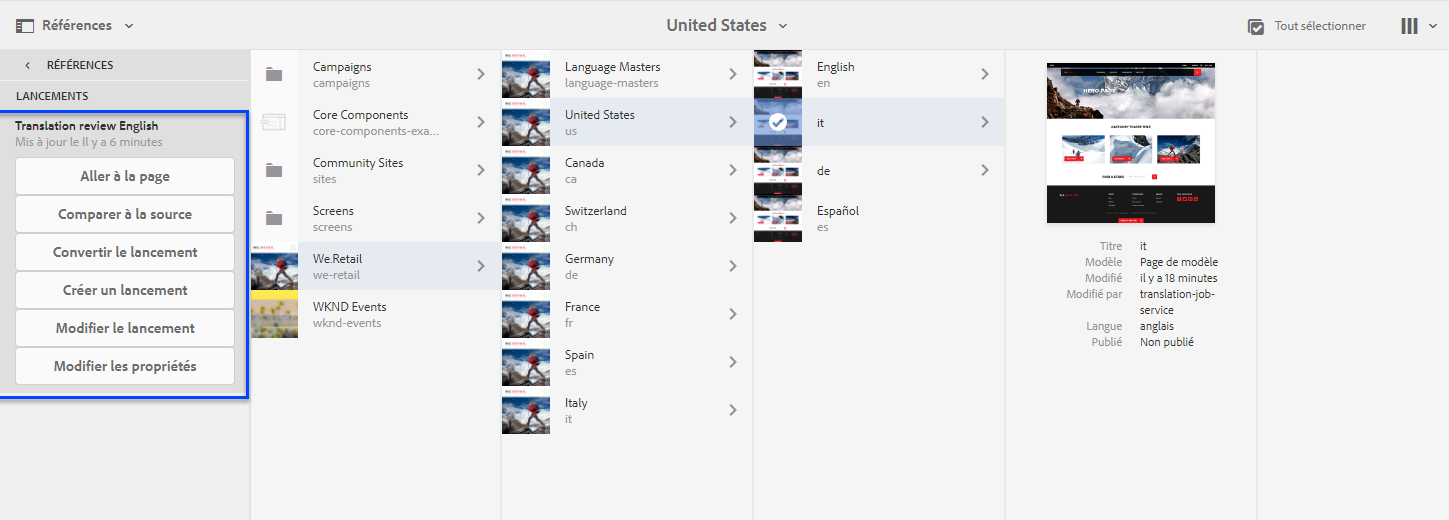 Références
United States
Tout sélectionner
RÉFÉRENCES
LANCEMENTS
Translation review English
Mis à jour le Il y a 6 minutes
Aller à la page
Comparer à la source
Convertir le lancement
Créer un lancement
Modifier le lancement
Modifier les propriétés
Campaigns
campaigns
Core Components
core-components-exa...
Community Sites
sites
Screens
screens
We.Retail
we-retail
WKND Events
wknd-events
Language Masters
language-masters
United States
us
Canada
ca
Switzerland
ch
Germany
de
France
fr
Spain
es
Italy
it
English
en
it
de
Español
es
HERO PAGE
Titre it
Modèle Page de modèle
Modifié il y a 18 minutes
Modifié par translation-job-
service
Langue anglais
Publié Non publié